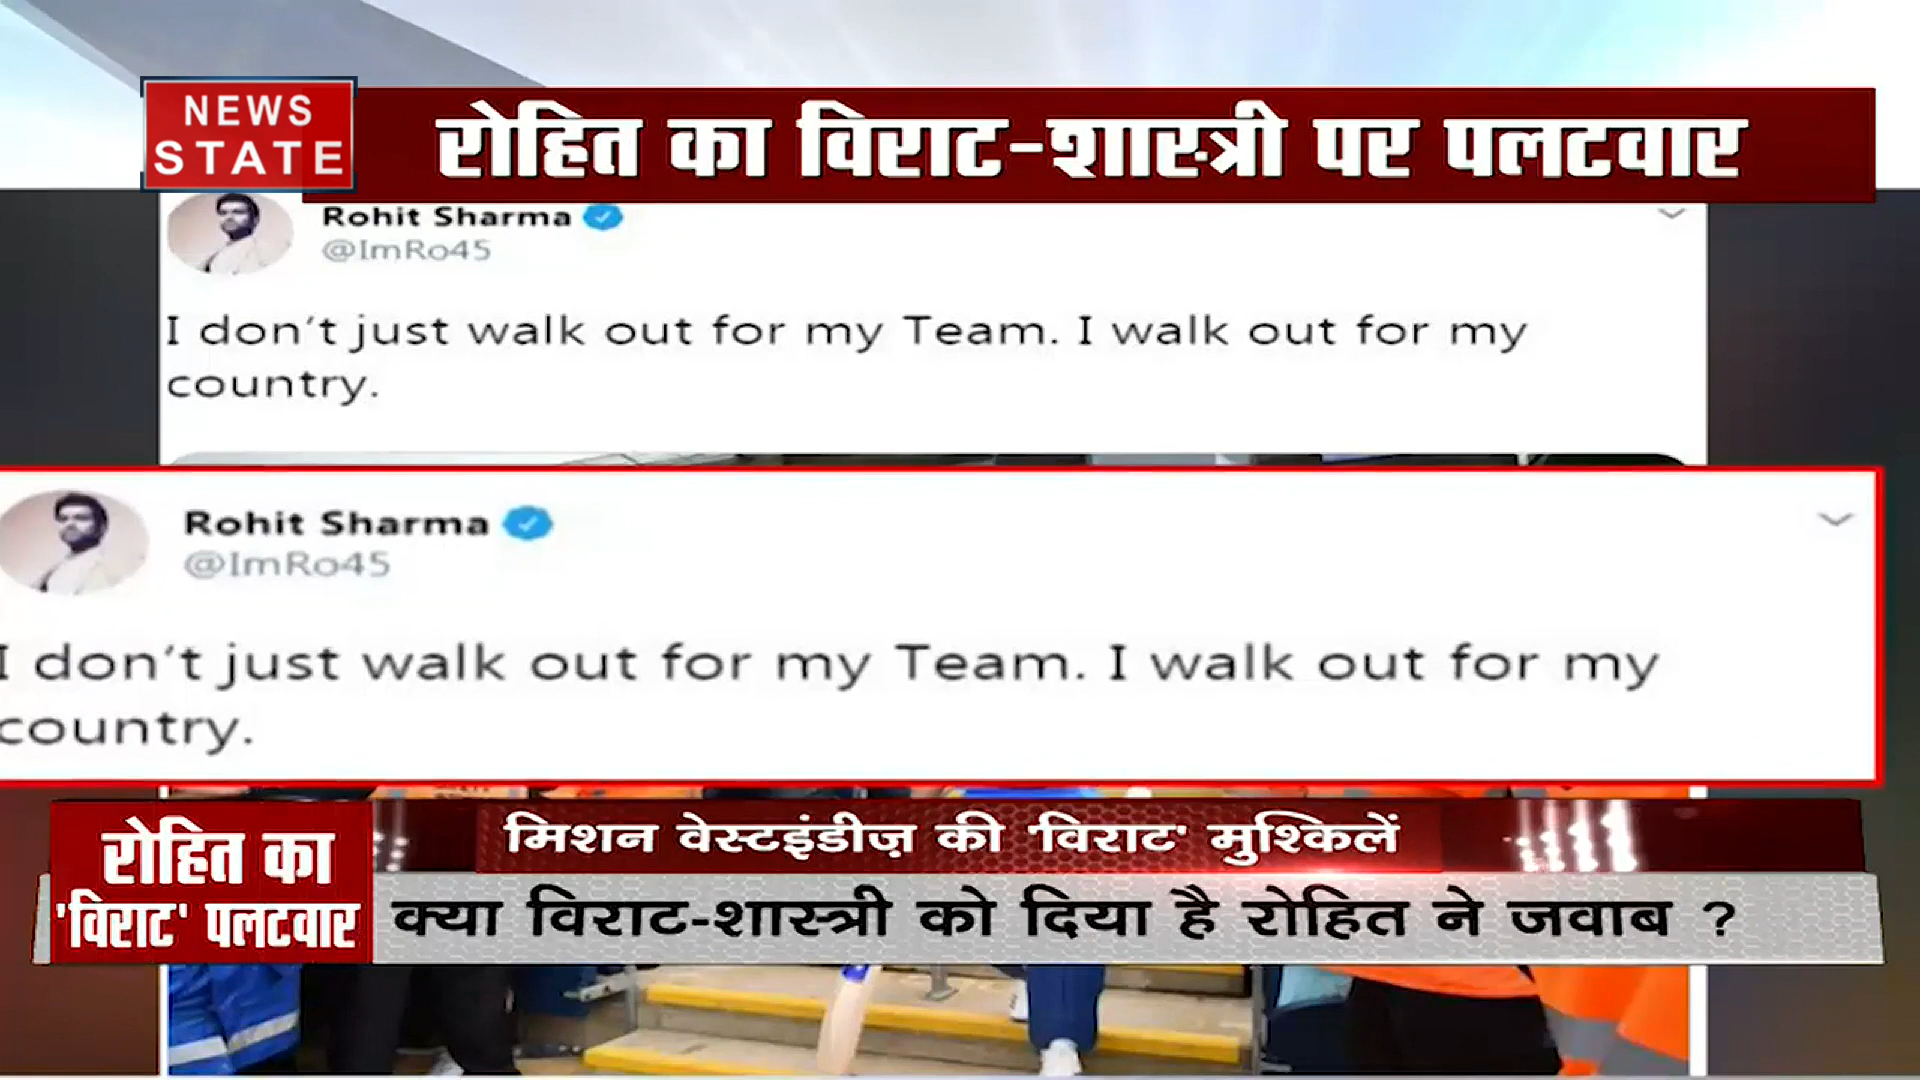 NEWS
STATE
रोहित का विराट-शास्त्री पर पलटवार
Rohit Sharma
@ImRo45
I don't just walk out for my Team. I walk out for my
country.
Rohit Sharma
@ImRo45
I don't just walk out for my Team. I walk out for my
country.
रोहित का
'विराट' पलटवार
मिशन वेस्टइंडीज़ की 'विराट' मुश्किलें
क्या विराट-शास्त्री को दिया है रोहित ने जवाब ?